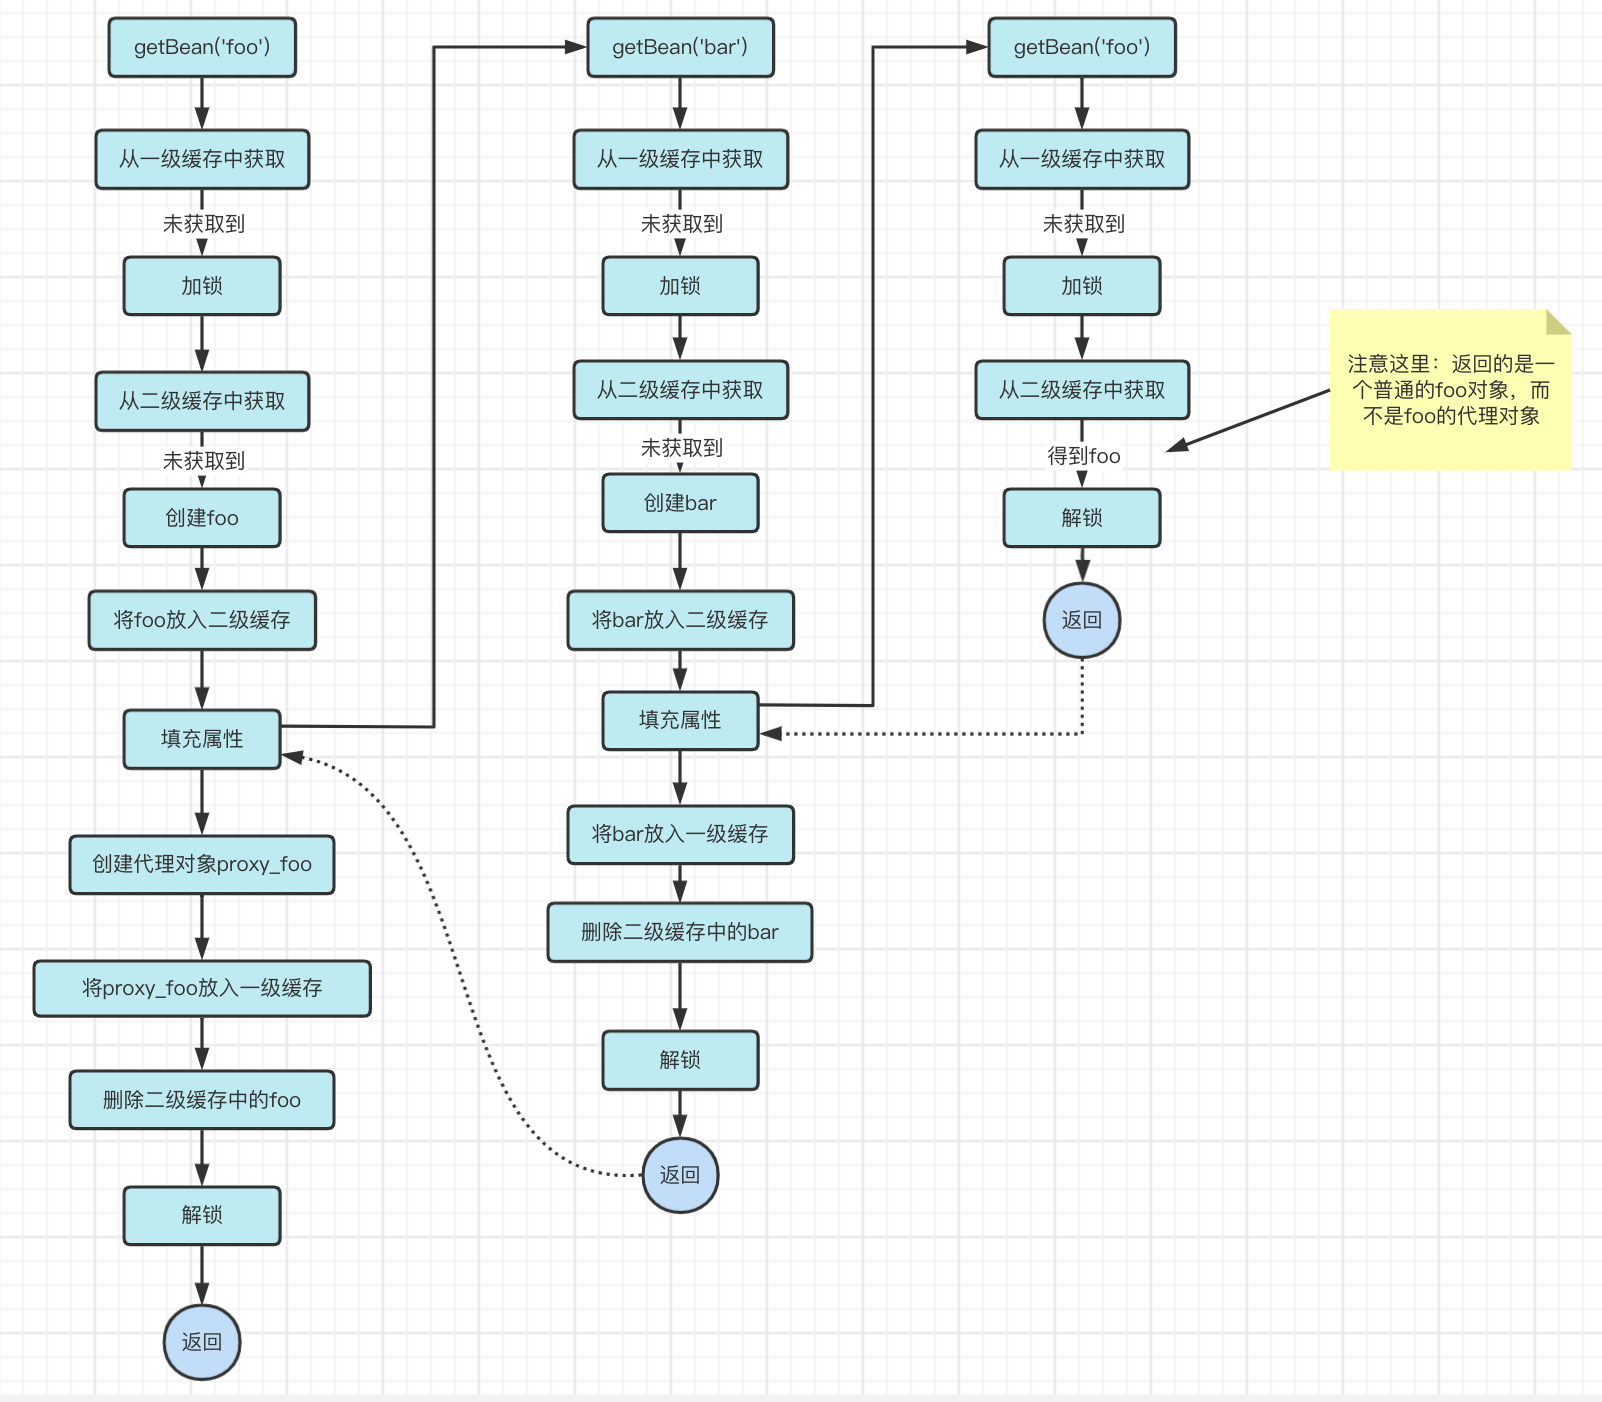 getBean('foo')
从一级缓存中获取
未获取到
加锁
从二级缓存中获取
未获取到
创建foo
将foo放入二级缓存
填充属性
创建代理对象proxy_foo
将proxy_foo放入一级缓存
删除二级缓存中的foo
解锁
返回
getBean('bar')
从一级缓存中获取
未获取到
加锁
从二级缓存中获取
未获取到
创建bar
将bar放入二级缓存
填充属性
将bar放入一级缓存
删除二级缓存中的bar
解锁
返回
getBean('foo')
从一级缓存中获取
未获取到
加锁
从二级缓存中获取
得到foo
解锁
返回
注意这里：返回的是一
个普通的foo对象，而
不是foo的代理对象